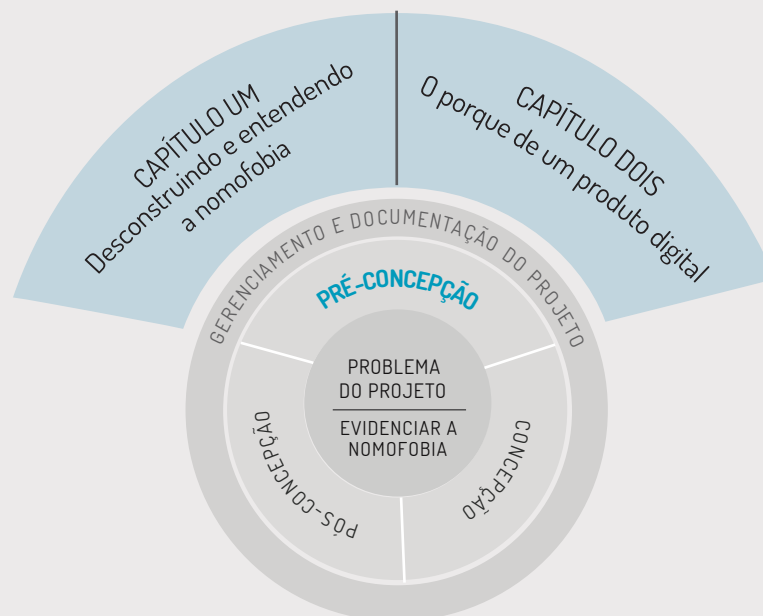 CAPÍTULO UM
Desconstruindo e entendendo
a nomofobia
CAPÍTULO DOIS
O porque de um produto digital
GERENCIAMENTO E DOCUMENTAÇÃO DO PROJETO
PRÉ-CONCEPÇÃO
PROBLEMA
DO PROJETO
EVIDENCIAR A
NOMOFOBIA
PÓS-CONCEPÇÃO
CONCEPÇÃO